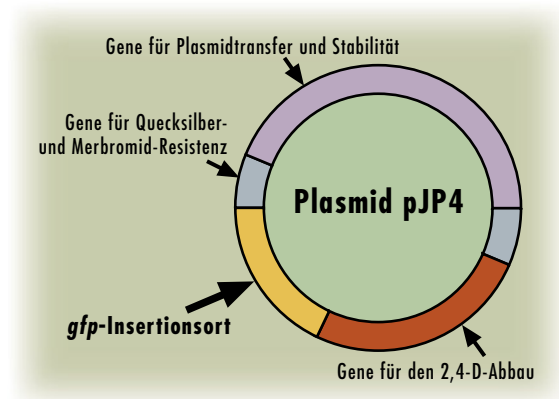 Gene für Plasmidtransfer und Stabilität
Gene für Quecksilber-
und Merbromid-Resistenz
Plasmid pJP4
gfp-Insertionsort
Gene für den 2,4-D-Abbau